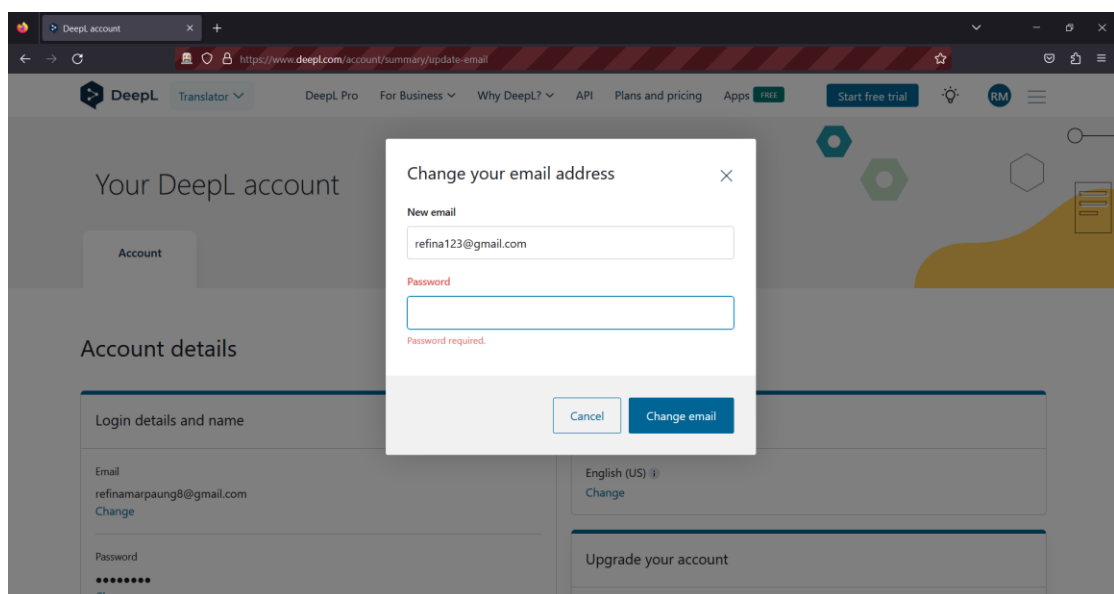 DeepL account
https://www.deepl.com/account/summary/update-email
DeepL Translator DeepL Pro For Business Why DeepL? API Plans and pricing Apps FREE Start free trial RM
Your DeepL account
Account
Change your email address
New email
refina123@gmail.com
Password
Password required.
Cancel Change email
Account details
Login details and name
Email
refinamarpaung8@gmail.com
Change
Password
••••••••
English (US)
Change
Upgrade your account